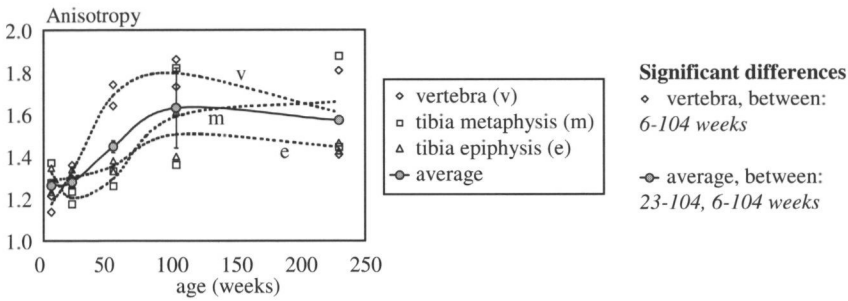 Anisotropy
2.0
1.8
1.6
1.4
1.2
1.0
0 50 100 150 200 250
age (weeks)
v
m
e
vertebra (v)
tibia metaphysis (m)
tibia epiphysis (e)
average
Significant differences
vertebra, between:
6-104 weeks
average, between:
23-104, 6-104 weeks